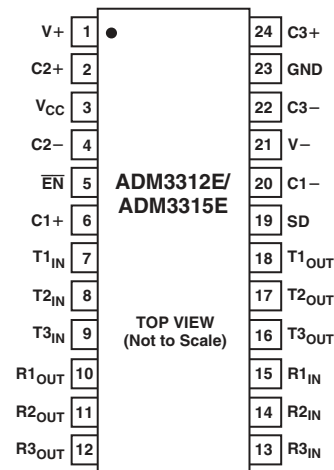 V+ 1 24 C3+
C2+ 2 23 GND
VCC 3 22 C3−
C2− 4 21 V−
E̅N̅ 5 20 C1−
ADM3312E/
ADM3315E
C1+ 6 19 SD
T1IN 7 18 T1OUT
T2IN 8 17 T2OUT
T3IN 9 16 T3OUT
TOP VIEW
(Not to Scale)
R1OUT 10 15 R1IN
R2OUT 11 14 R2IN
R3OUT 12 13 R3IN